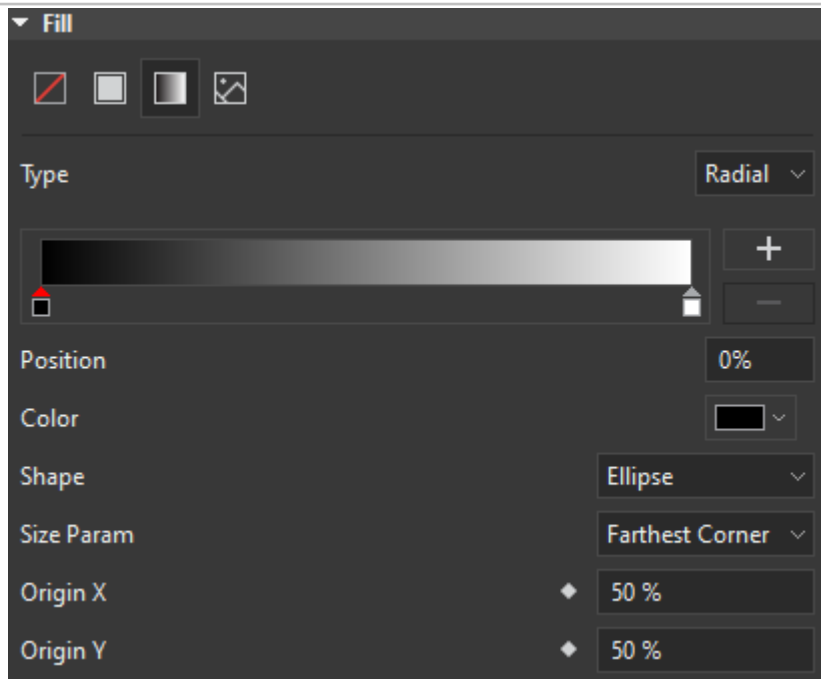 Fill
Type Radial
Position 0%
Color
Shape Ellipse
Size Param Farthest Corner
Origin X 50 %
Origin Y 50 %